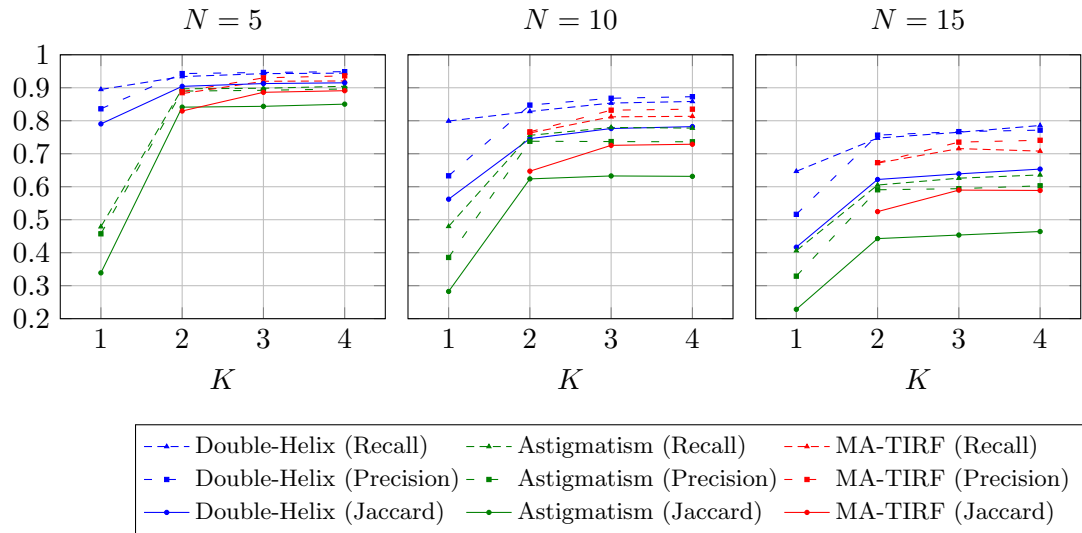 N = 5 N = 10 N = 15
1
0.9
0.8
0.7
0.6
0.5
0.4
0.3
0.2
1 2 3 4 1 2 3 4 1 2 3 4
K K K
Double-Helix (Recall) Astigmatism (Recall) MA-TIRF (Recall)
Double-Helix (Precision) Astigmatism (Precision) MA-TIRF (Precision)
Double-Helix (Jaccard) Astigmatism (Jaccard) MA-TIRF (Jaccard)